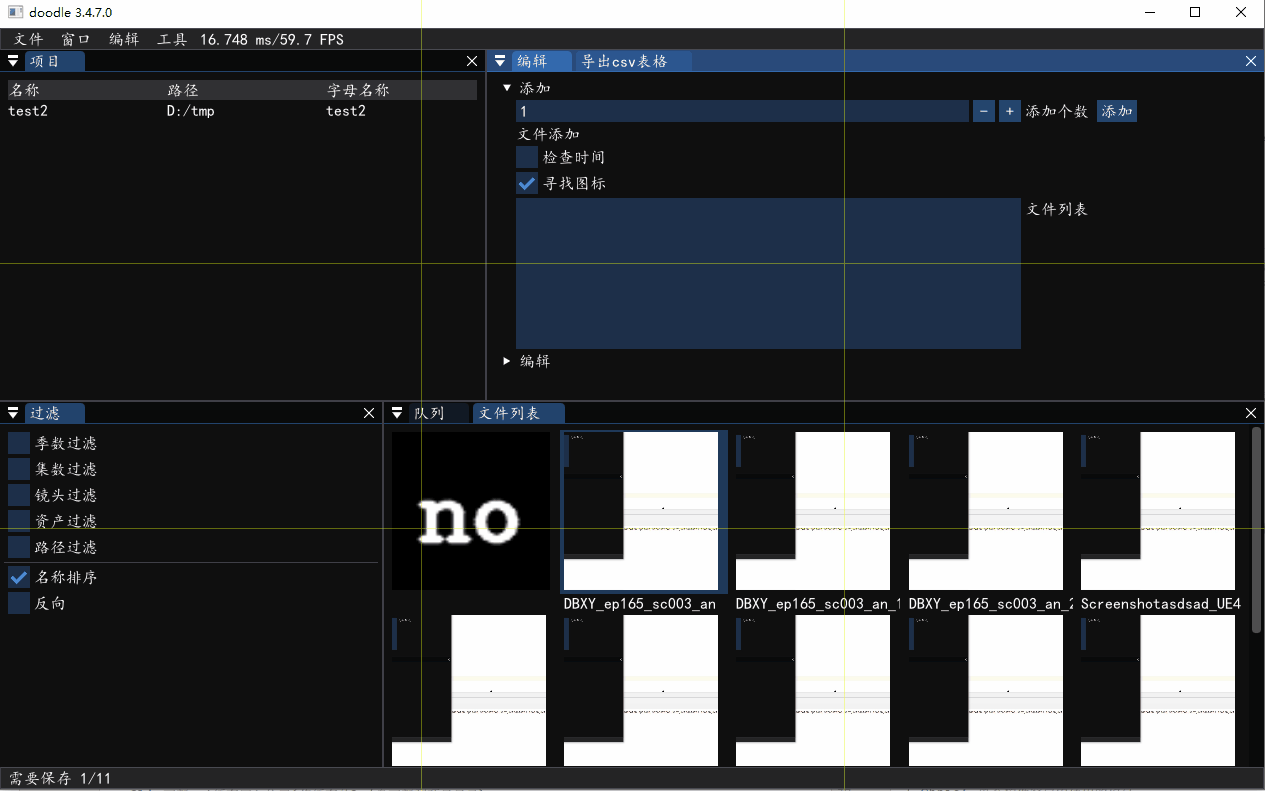 doodle 3.4.7.0
文件 窗口 编辑 工具 16.748 ms/59.7 FPS
项目
名称 路径 字母名称
test2 D:/tmp test2
编辑 导出csv表格
添加
1 - + 添加个数 添加
文件添加
检查时间
寻找图标
文件列表
编辑
过滤
季数过滤
集数过滤
镜头过滤
资产过滤
路径过滤
名称排序
反向
队列 文件列表
no
DBXY_ep165_sc003_an DBXY_ep165_sc003_an_1 DBXY_ep165_sc003_an_2 Screenshotasdsad_UE4
需要保存 1/11